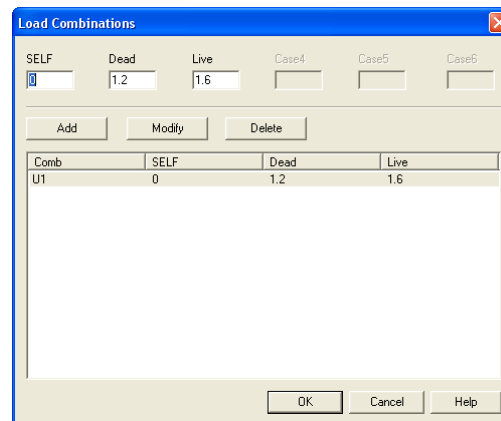 Load Combinations
SELF Dead Live Case4 Case5 Case6
0 1.2 1.6
Add Modify Delete
Comb SELF Dead Live
U1 0 1.2 1.6
OK Cancel Help